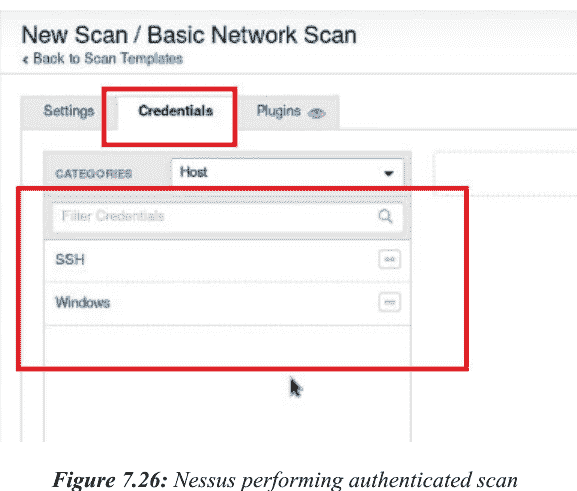 New Scan / Basic Network Scan
‹ Back to Scan Templates
Settings Credentials Plugins
CATEGORIES Host
Filter Credentials
SSH ∞
Windows ∞
Figure 7.26: Nessus performing authenticated scan